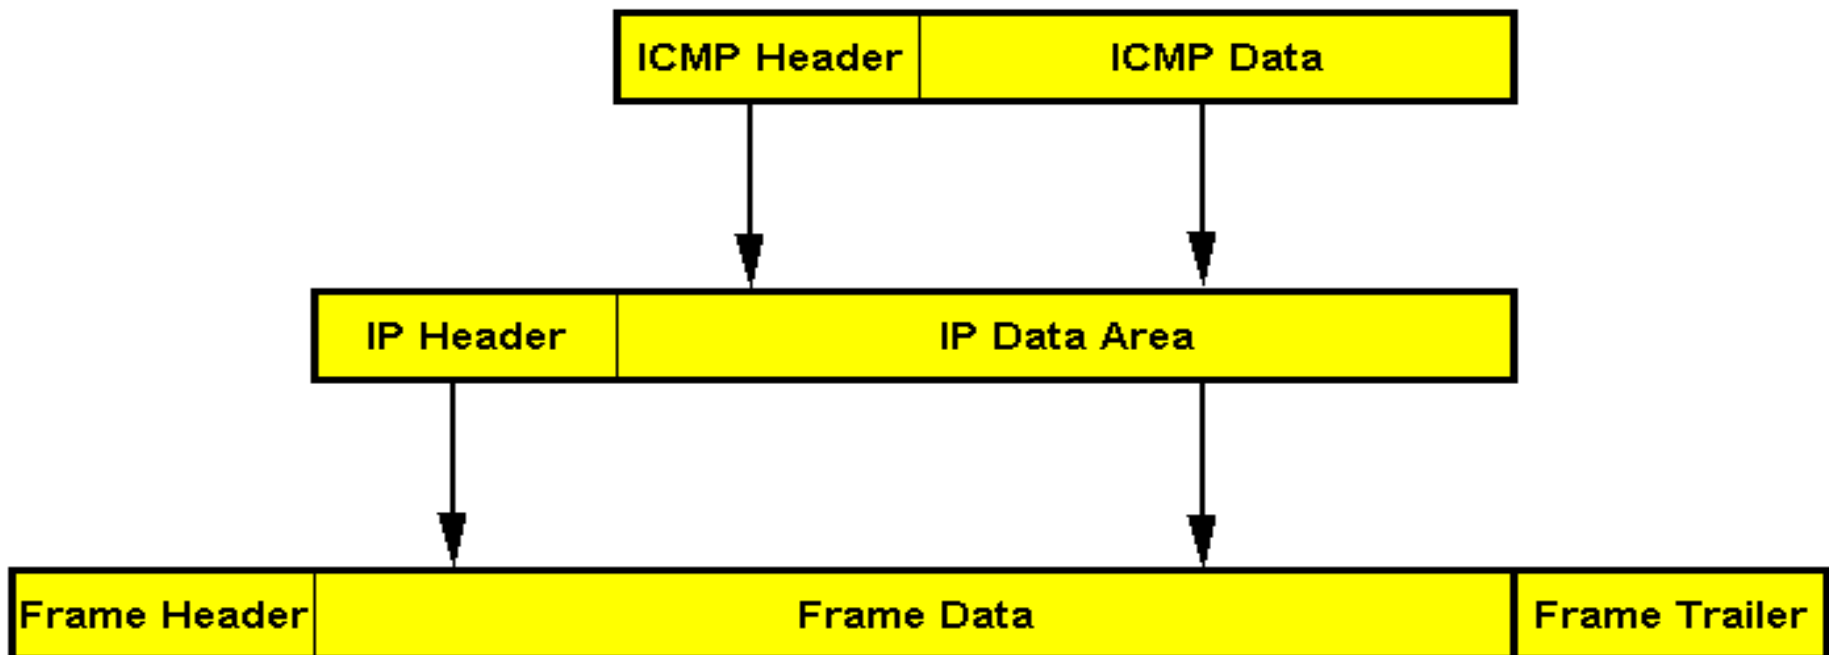 ICMP Header ICMP Data
IP Header IP Data Area
Frame Header Frame Data Frame Trailer